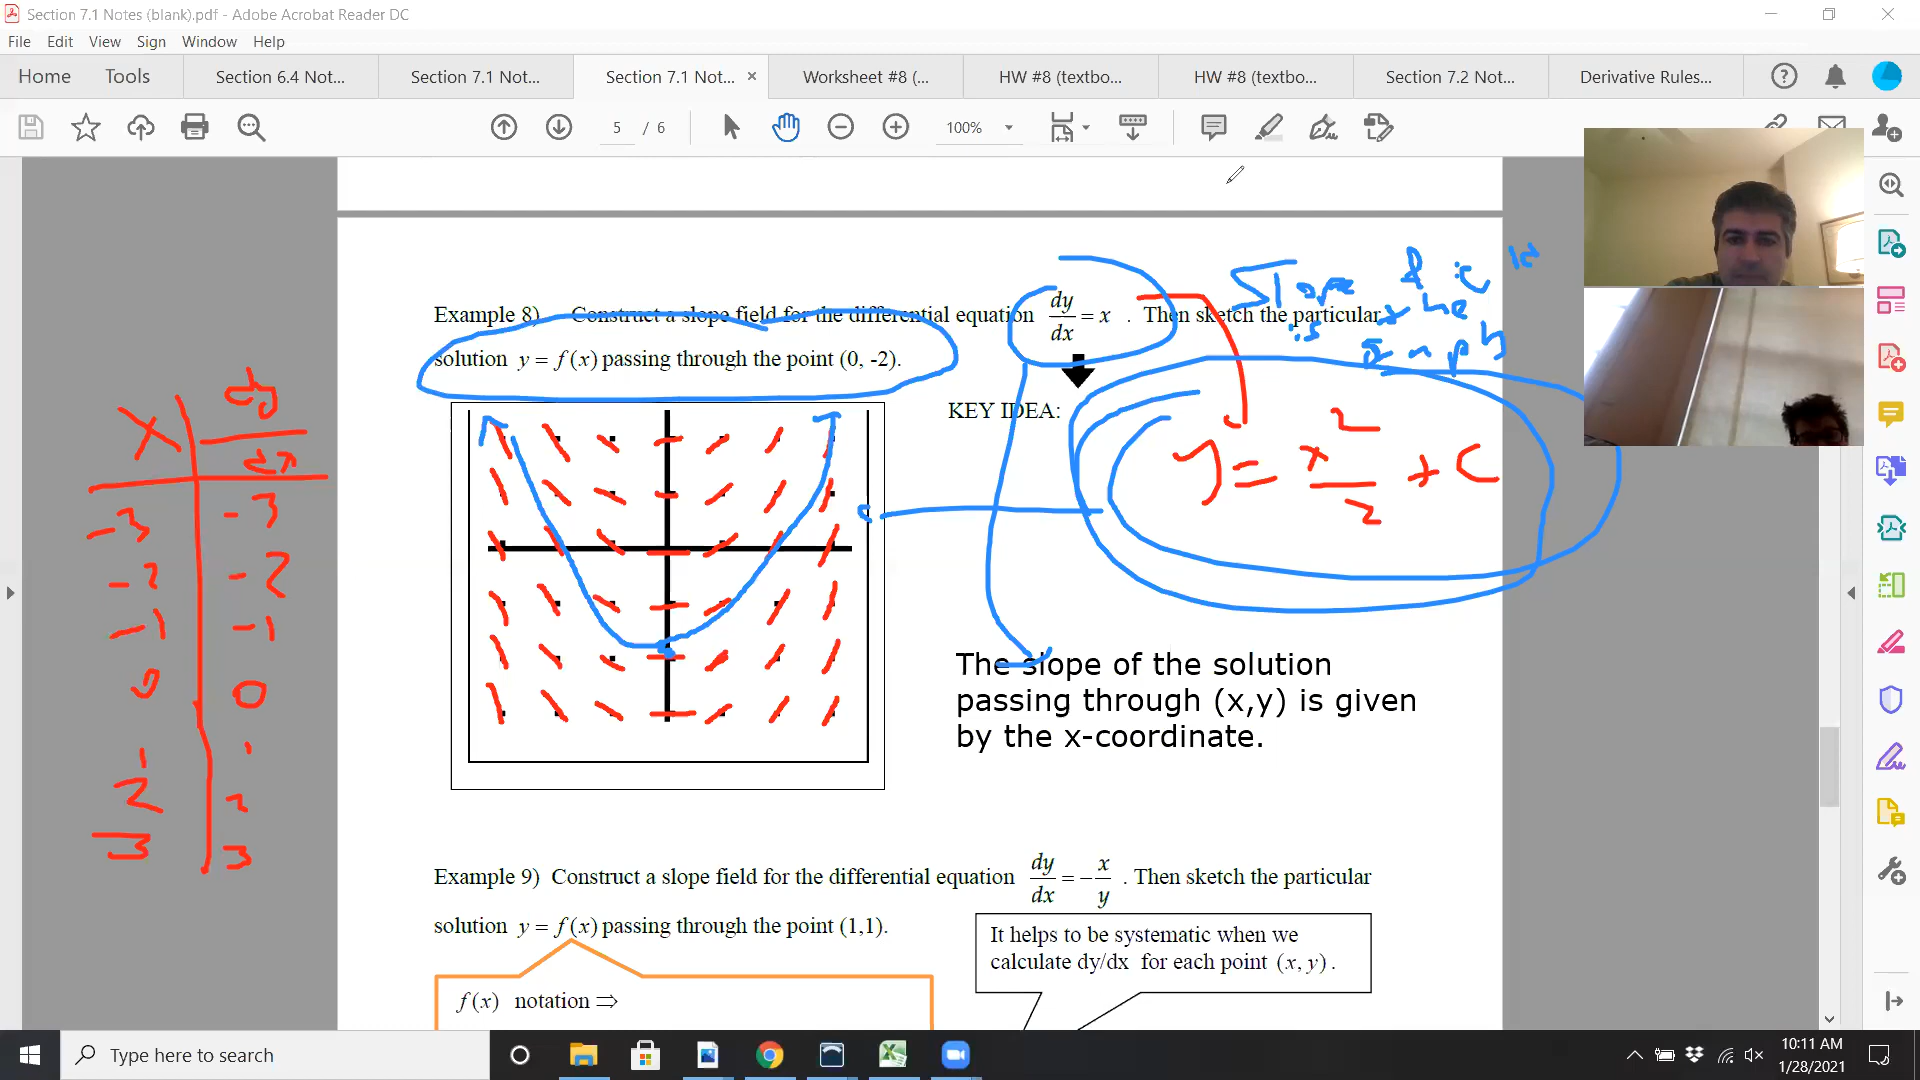 Section 7.1 Notes (blank).pdf - Adobe Acrobat Reader DC
File Edit View Sign Window Help
Home Tools Section 6.4 Not... Section 7.1 Not... Section 7.1 Not... × Worksheet #8 (... HW #8 (textbo... HW #8 (textbo... Section 7.2 Not... Derivative Rules...
5 / 6 100%
Slope
is the
graph
Example 8) Construct a slope field for the differential equation dy/dx = x . Then sketch the particular
solution y = f(x) passing through the point (0, -2).
KEY IDEA:
y = x²/2 + C
x dy/dx
-3 -3
-2 -2
-1 -1
0 0
1 1
2 2
3 3
The slope of the solution
passing through (x,y) is given
by the x-coordinate.
Example 9) Construct a slope field for the differential equation dy/dx = - x/y . Then sketch the particular
solution y = f(x) passing through the point (1,1).
It helps to be systematic when we
calculate dy/dx for each point (x, y) .
f(x) notation ⇒
Type here to search
10:11 AM
1/28/2021